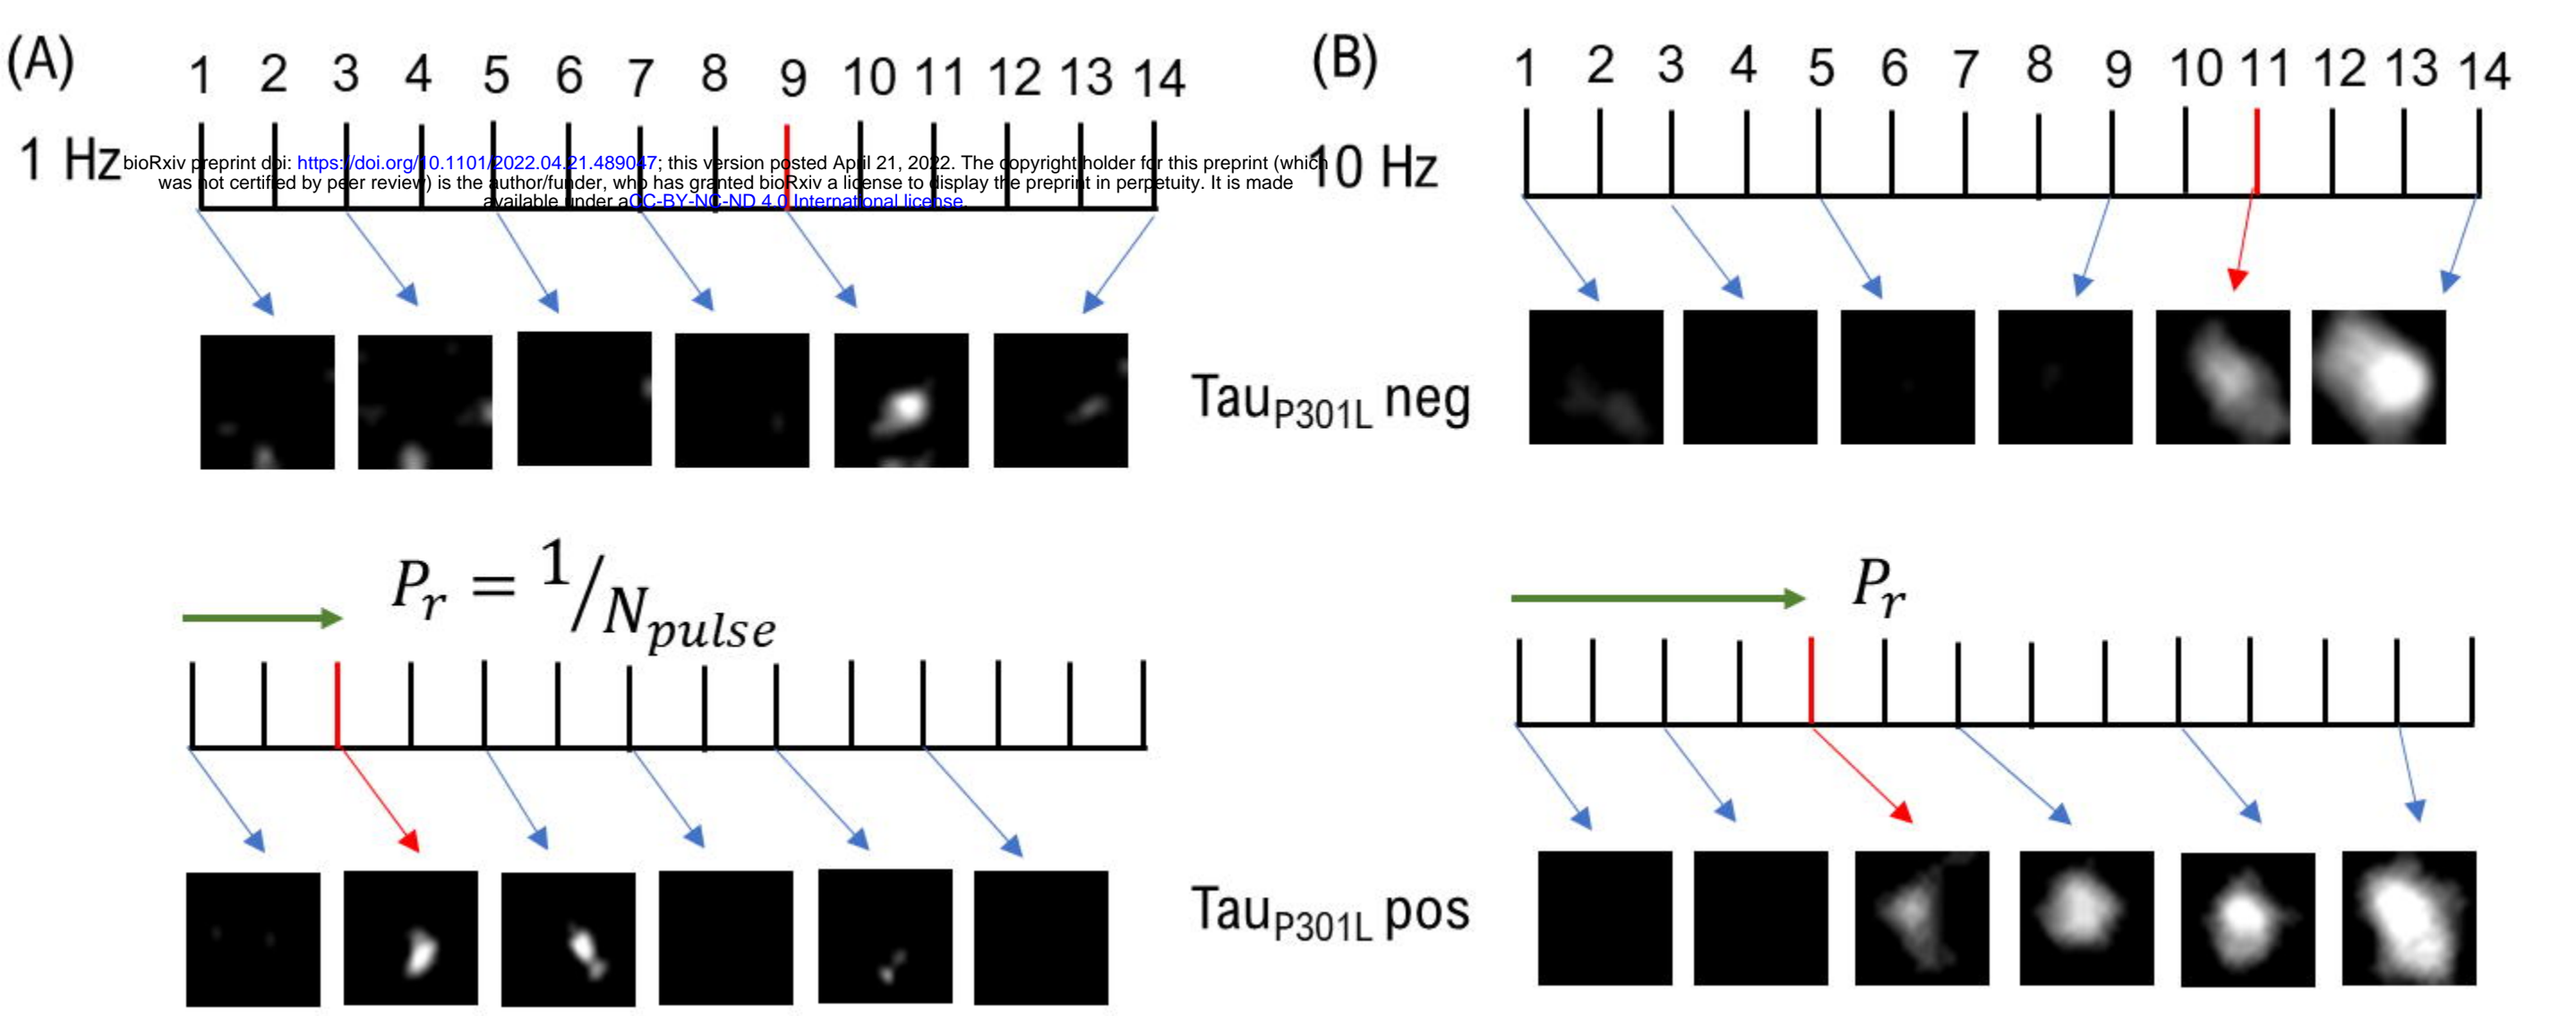 (A)
1 2 3 4 5 6 7 8 9 10 11 12 13 14
1 Hz
bioRxiv preprint doi: https://doi.org/10.1101/2022.04.21.489047; this version posted April 21, 2022. The copyright holder for this preprint (which
was not certified by peer review) is the author/funder, who has granted bioRxiv a license to display the preprint in perpetuity. It is made
available under aCC-BY-NC-ND 4.0 International license.
(B)
1 2 3 4 5 6 7 8 9 10 11 12 13 14
10 Hz
TauP301L neg
Pr = 1/Npulse
Pr
TauP301L pos